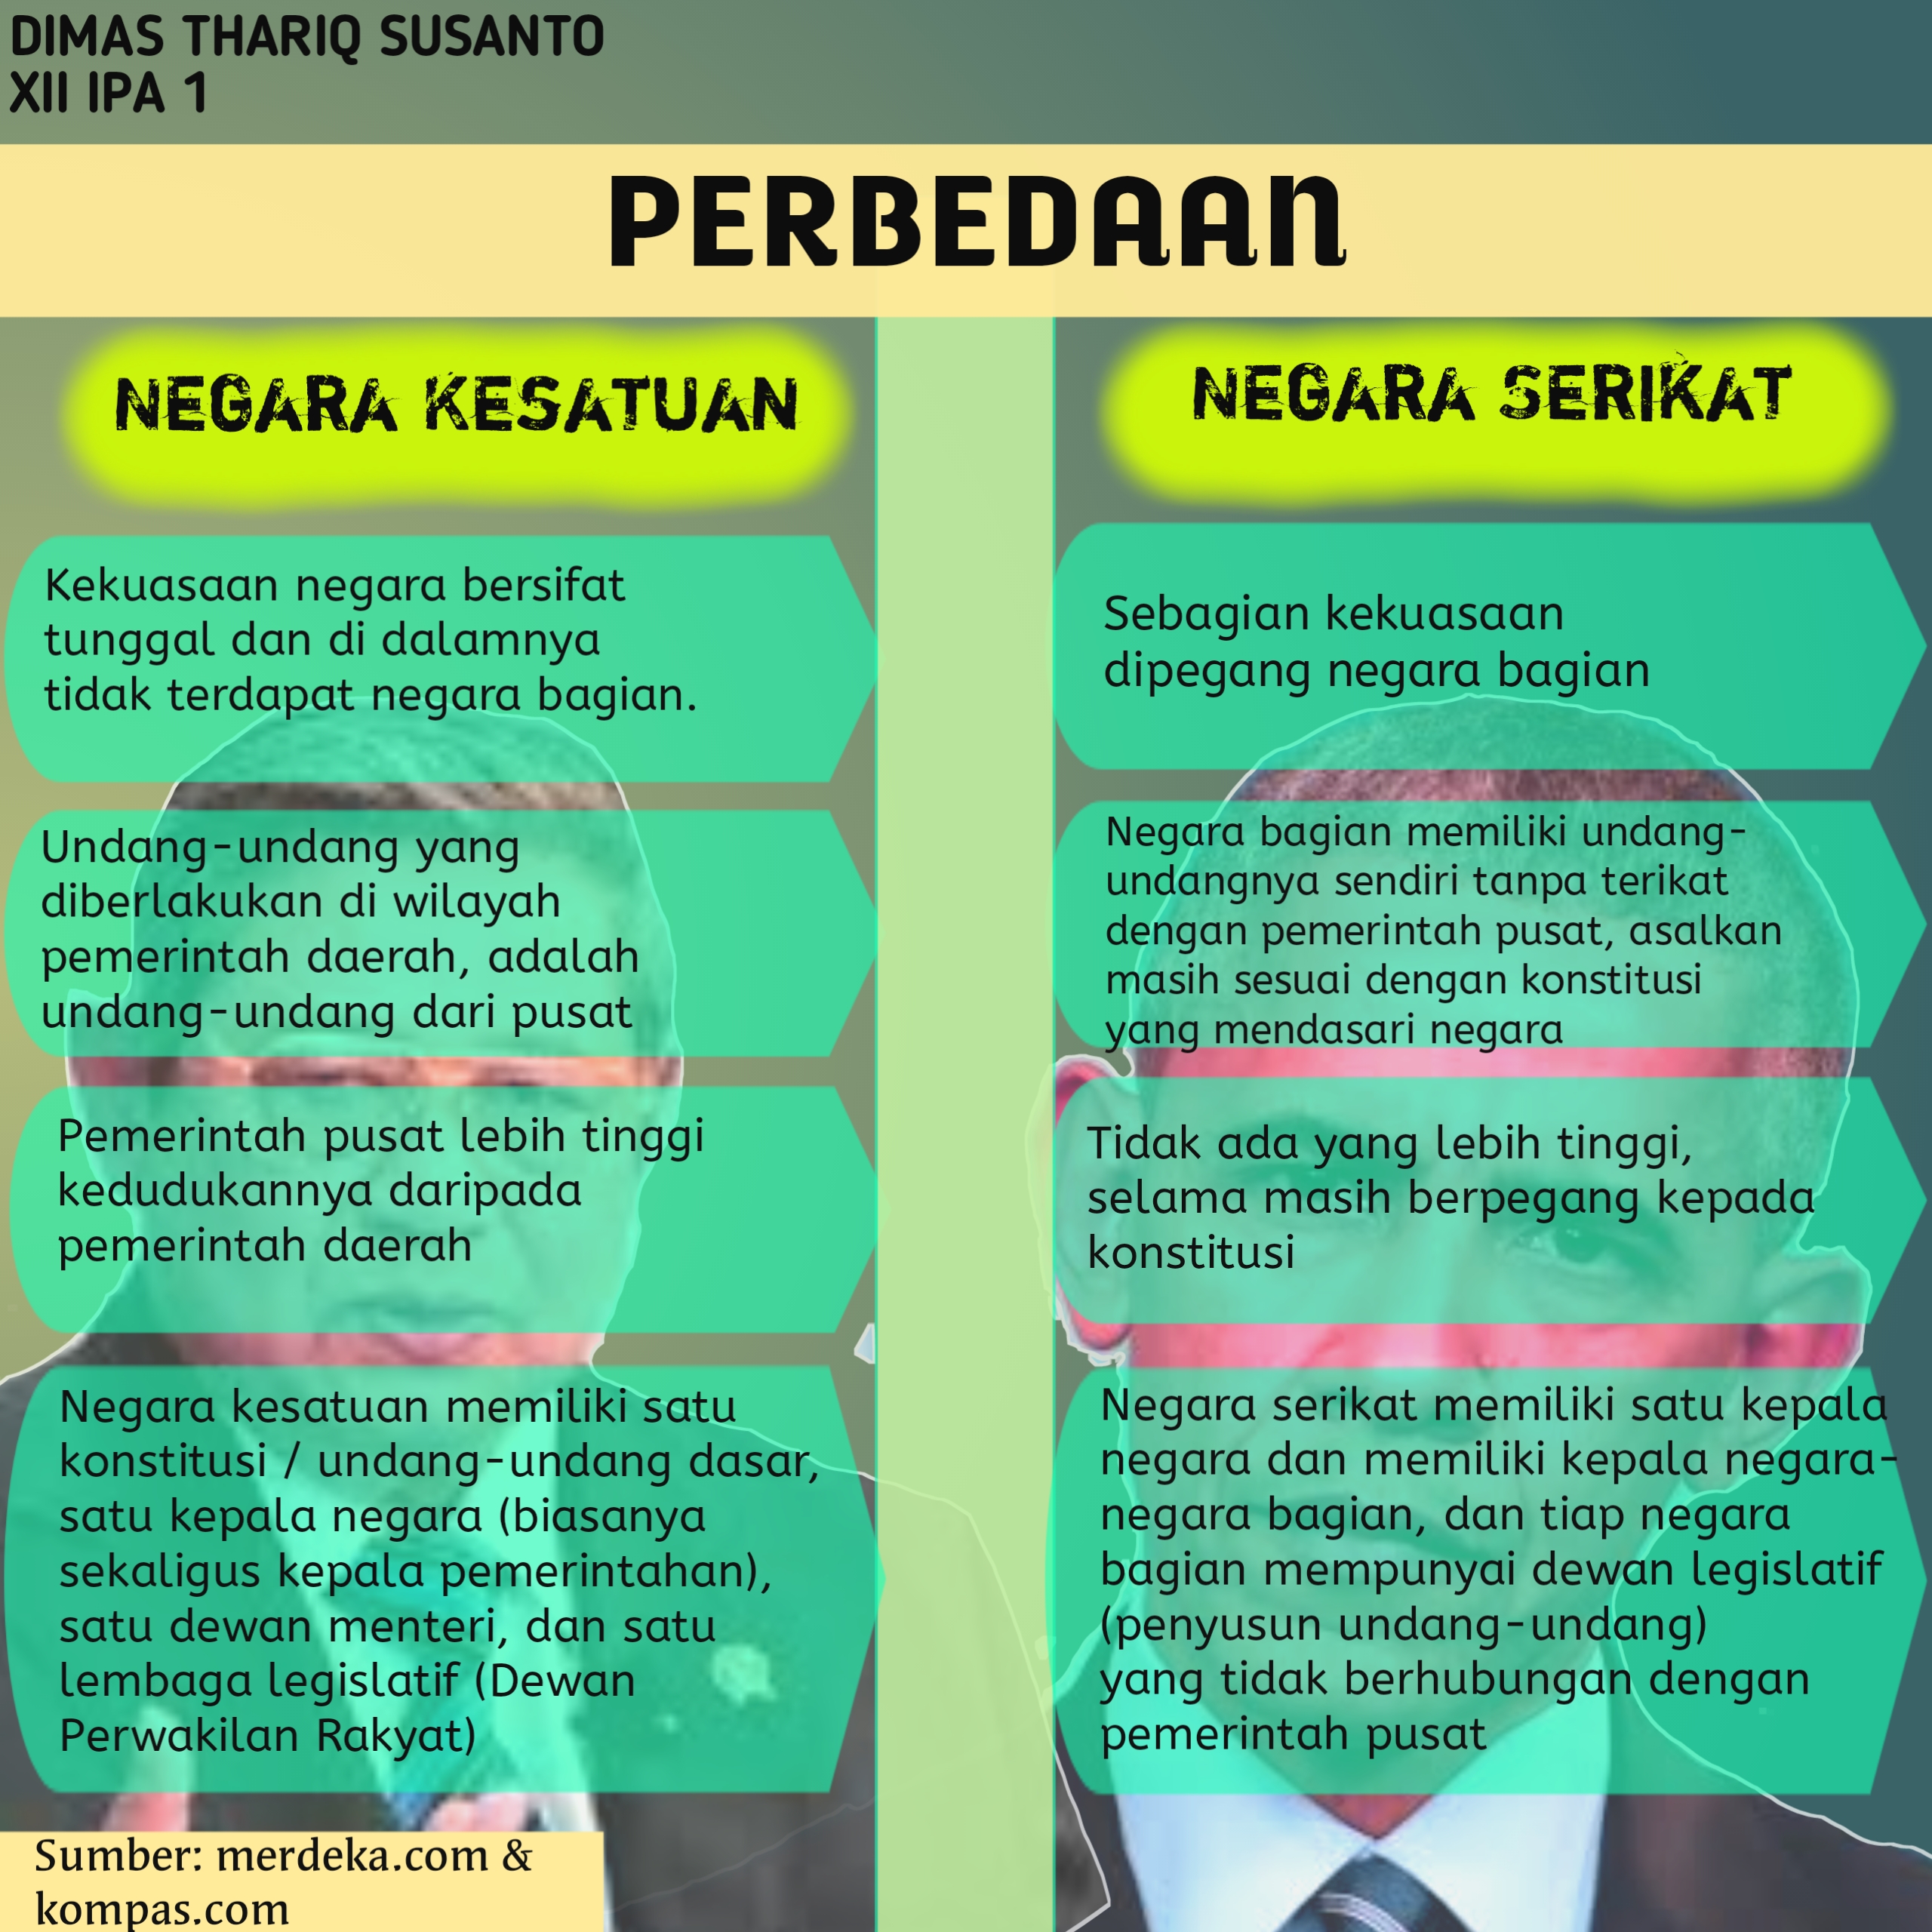 DIMAS THARIQ SUSANTO
XII IPA 1
PERBEDAAN
NEGARA KESATUAN
Kekuasaan negara bersifat
tunggal dan di dalamnya
tidak terdapat negara bagian.
Undang-undang yang
diberlakukan di wilayah
pemerintah daerah, adalah
undang-undang dari pusat
Pemerintah pusat lebih tinggi
kedudukannya daripada
pemerintah daerah
Negara kesatuan memiliki satu
konstitusi / undang-undang dasar,
satu kepala negara (biasanya
sekaligus kepala pemerintahan),
satu dewan menteri, dan satu
lembaga legislatif (Dewan
Perwakilan Rakyat)
NEGARA SERIKAT
Sebagian kekuasaan
dipegang negara bagian
Negara bagian memiliki undang-
undangnya sendiri tanpa terikat
dengan pemerintah pusat, asalkan
masih sesuai dengan konstitusi
yang mendasari negara
Tidak ada yang lebih tinggi,
selama masih berpegang kepada
konstitusi
Negara serikat memiliki satu kepala
negara dan memiliki kepala negara-
negara bagian, dan tiap negara
bagian mempunyai dewan legislatif
(penyusun undang-undang)
yang tidak berhubungan dengan
pemerintah pusat
Sumber: merdeka.com &
kompas.com